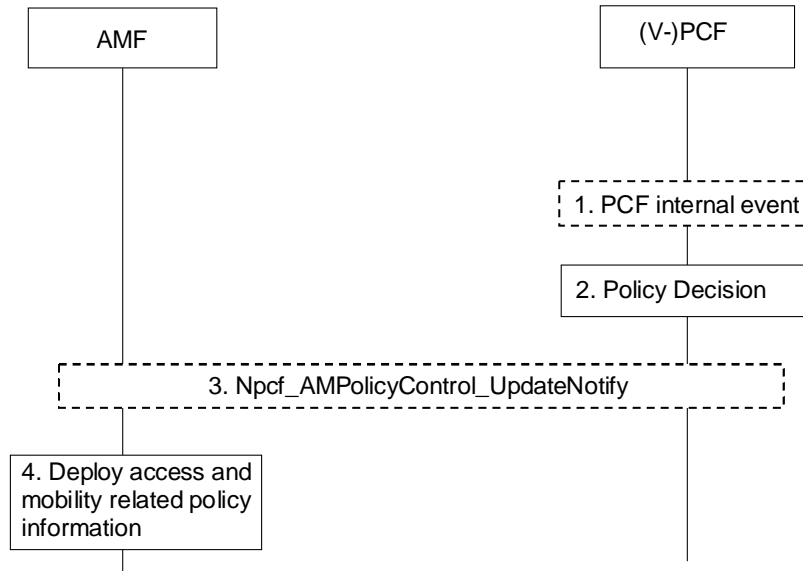 AMF
(V-)PCF
1. PCF internal event
2. Policy Decision
3. Npcf_AMPolicyControl_UpdateNotify
4. Deploy access and
mobility related policy
information